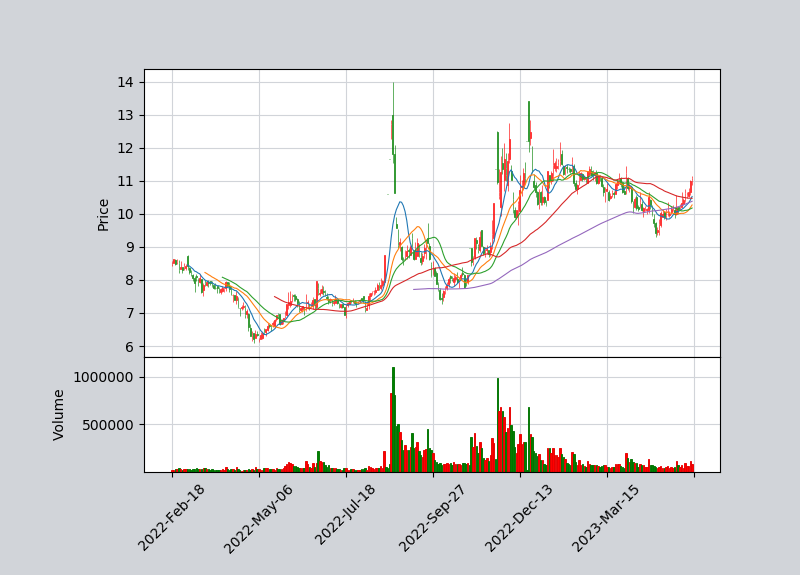 14
13
12
11
10
9
8
7
6
Price
1000000
500000
Volume
2022-Feb-18
2022-May-06
2022-Jul-18
2022-Sep-27
2022-Dec-13
2023-Mar-15